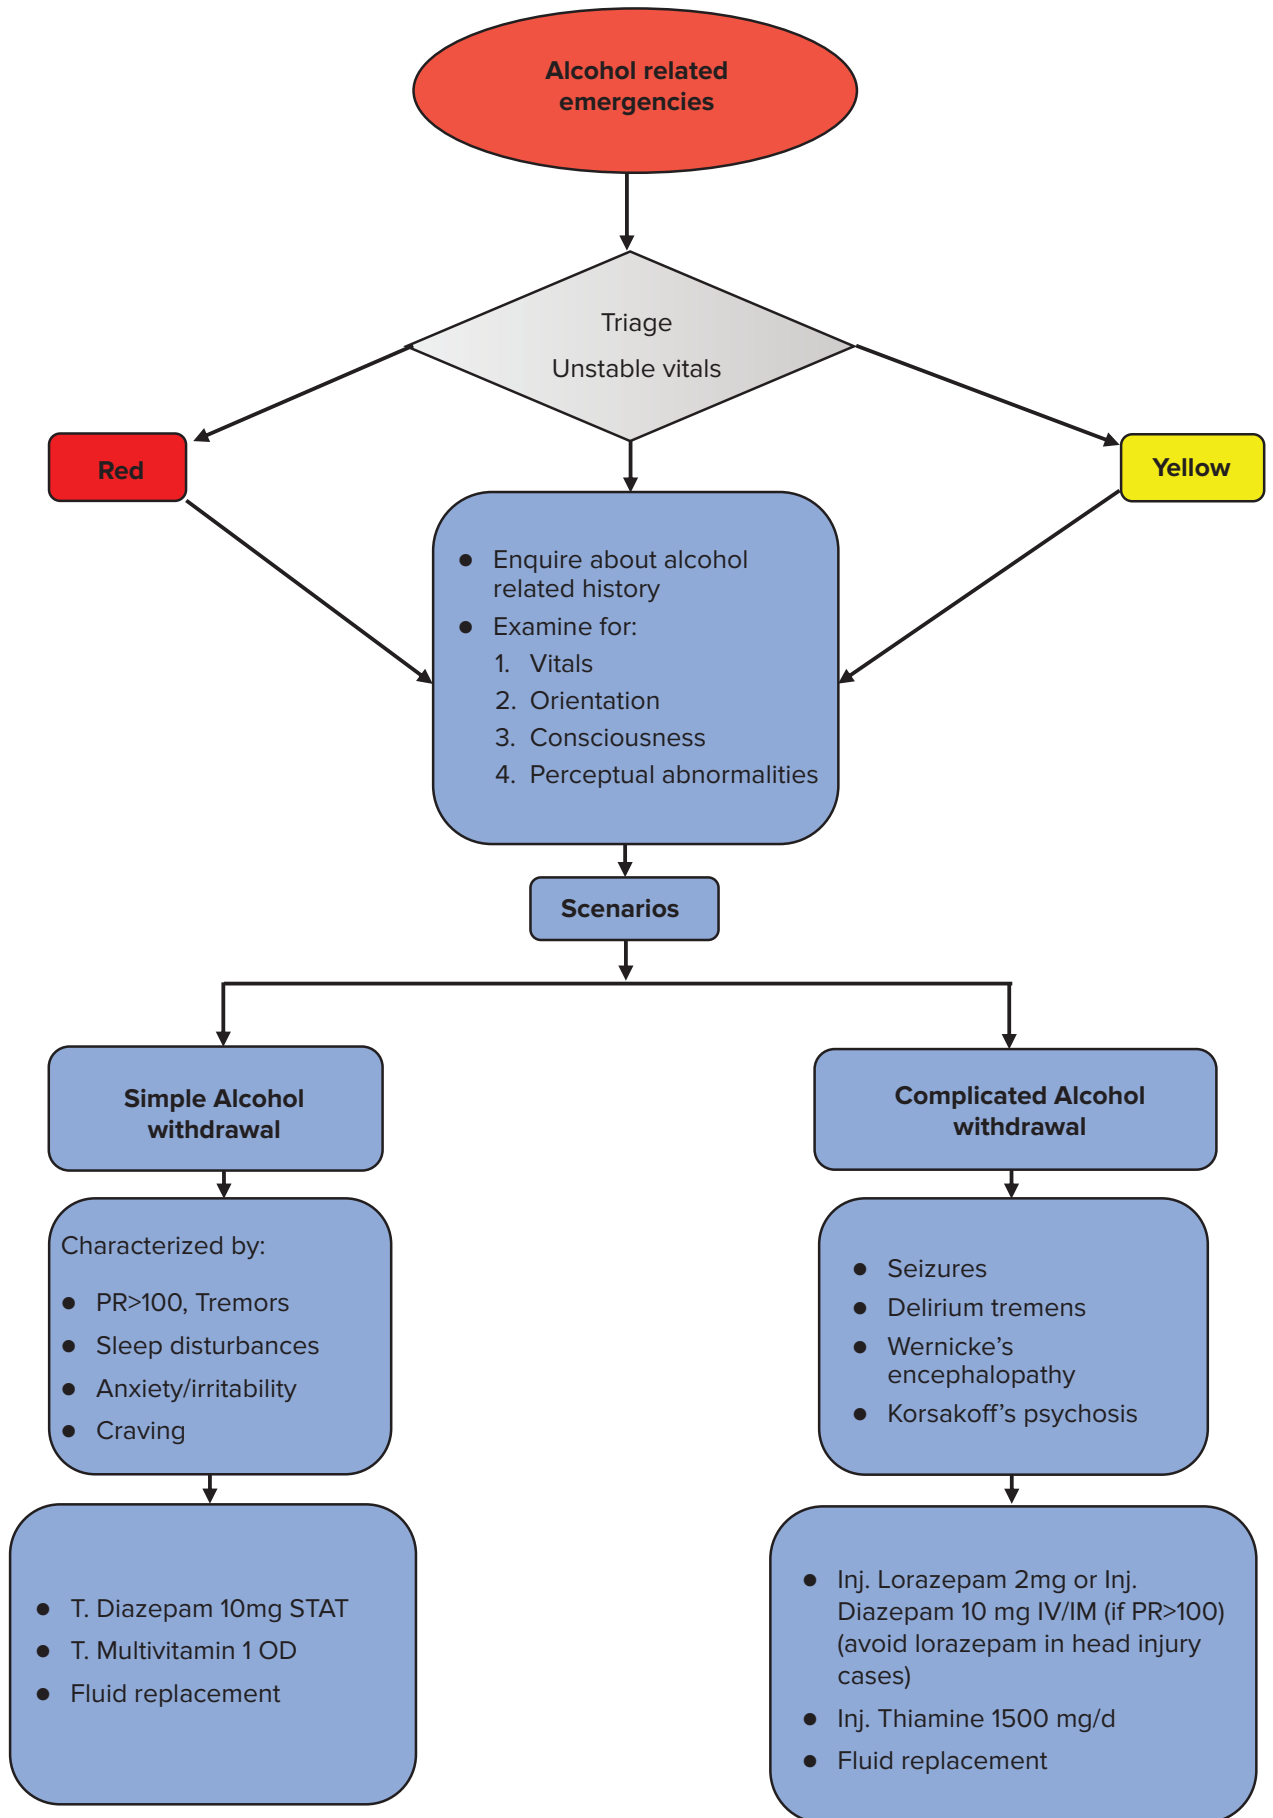 Alcohol related
emergencies
Triage
Unstable vitals
Red
Yellow
● Enquire about alcohol
related history
● Examine for:
1. Vitals
2. Orientation
3. Consciousness
4. Perceptual abnormalities
Scenarios
Simple Alcohol
withdrawal
Complicated Alcohol
withdrawal
Characterized by:
● PR>100, Tremors
● Sleep disturbances
● Anxiety/irritability
● Craving
● Seizures
● Delirium tremens
● Wernicke’s
encephalopathy
● Korsakoff’s psychosis
● T. Diazepam 10mg STAT
● T. Multivitamin 1 OD
● Fluid replacement
● Inj. Lorazepam 2mg or Inj.
Diazepam 10 mg IV/IM (if PR>100)
(avoid lorazepam in head injury
cases)
● Inj. Thiamine 1500 mg/d
● Fluid replacement